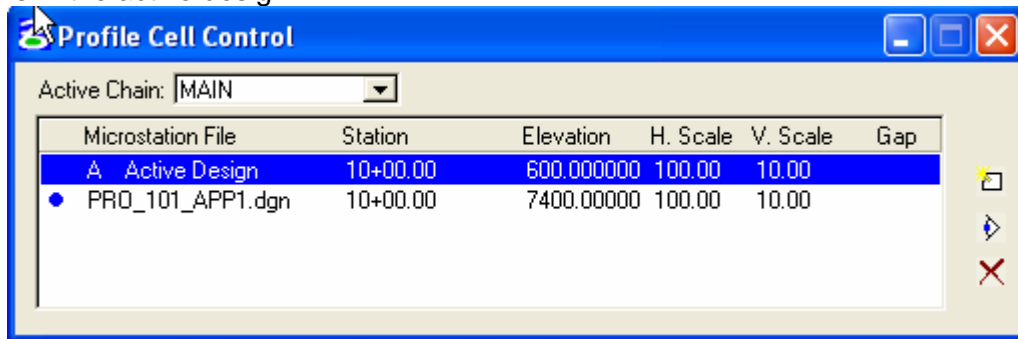 Profile Cell Control
Active Chain: MAIN
Microstation File Station Elevation H. Scale V. Scale Gap
A Active Design 10+00.00 600.000000 100.00 10.00
PRO_101_APP1.dgn 10+00.00 7400.00000 100.00 10.00